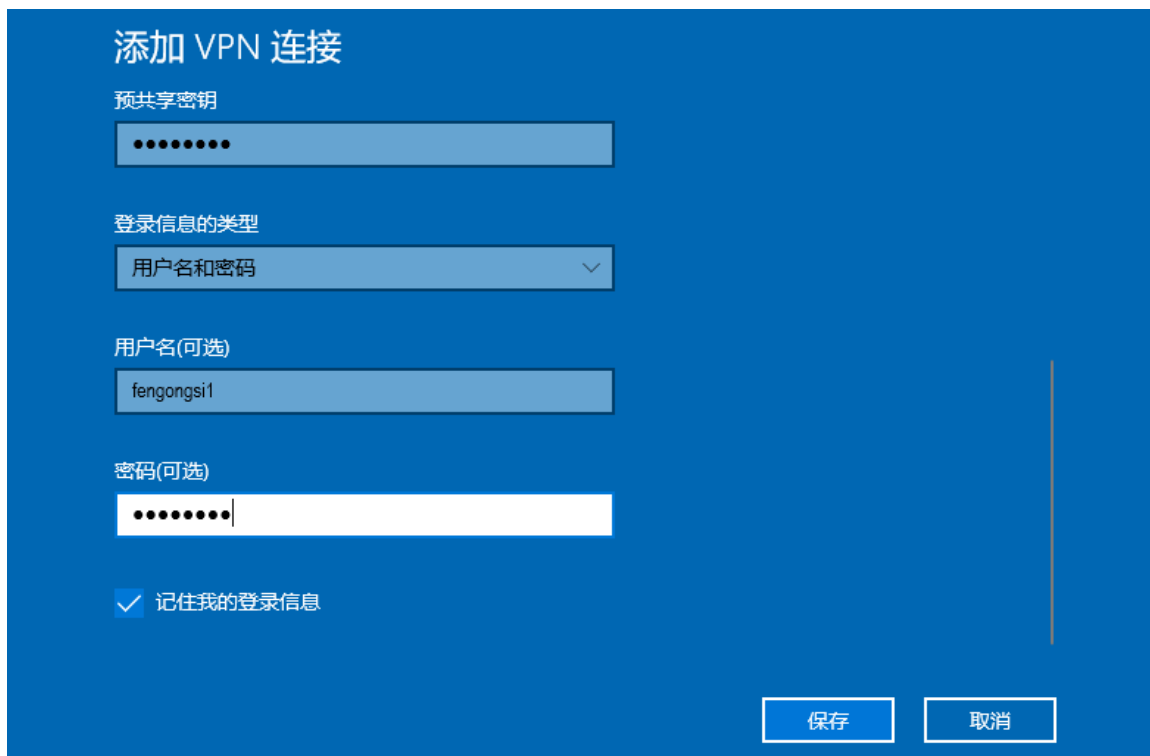 添加 VPN 连接
预共享密钥
●●●●●●●●
登录信息的类型
用户名和密码
用户名(可选)
fengongsi1
密码(可选)
●●●●●●●●
记住我的登录信息
保存
取消